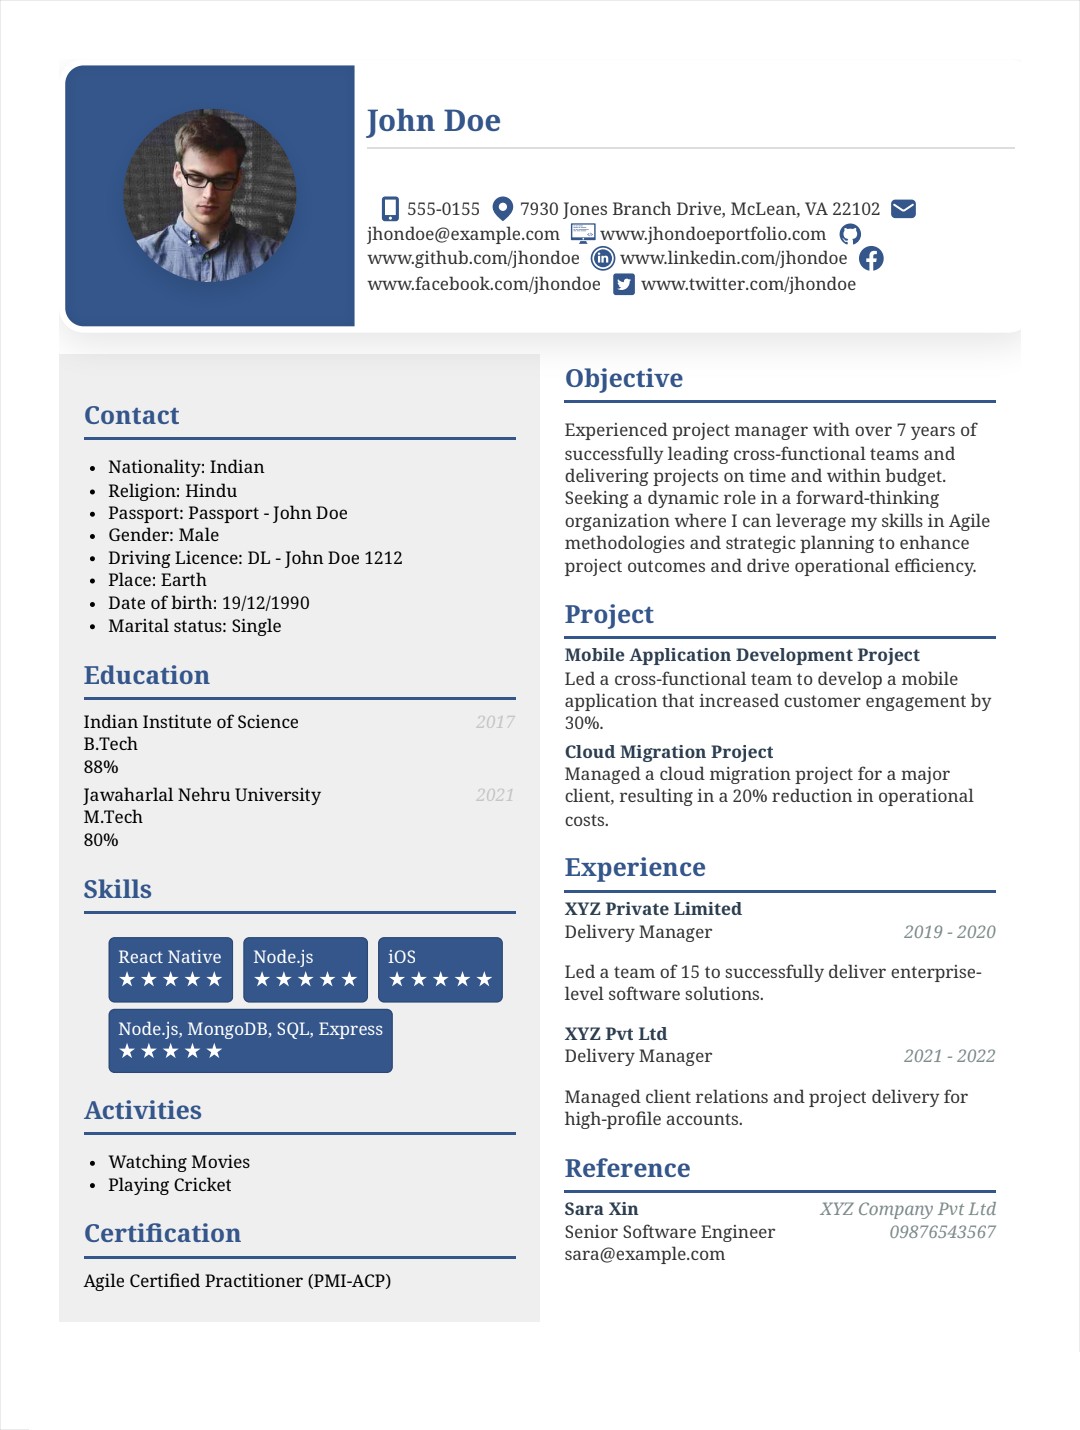 John Doe
555-0155 7930 Jones Branch Drive, McLean, VA 22102
jhondoe@example.com www.jhondoeportfolio.com
www.github.com/jhondoe www.linkedin.com/jhondoe
www.facebook.com/jhondoe www.twitter.com/jhondoe
Contact
• Nationality: Indian
• Religion: Hindu
• Passport: Passport - John Doe
• Gender: Male
• Driving Licence: DL - John Doe 1212
• Place: Earth
• Date of birth: 19/12/1990
• Marital status: Single
Education
Indian Institute of Science 2017
B.Tech
88%
Jawaharlal Nehru University 2021
M.Tech
80%
Skills
React Native Node.js iOS
★ ★ ★ ★ ★ ★ ★ ★ ★ ★ ★ ★ ★ ★ ★
Node.js, MongoDB, SQL, Express
★ ★ ★ ★ ★
Activities
• Watching Movies
• Playing Cricket
Certification
Agile Certified Practitioner (PMI-ACP)
Objective
Experienced project manager with over 7 years of
successfully leading cross-functional teams and
delivering projects on time and within budget.
Seeking a dynamic role in a forward-thinking
organization where I can leverage my skills in Agile
methodologies and strategic planning to enhance
project outcomes and drive operational efficiency.
Project
Mobile Application Development Project
Led a cross-functional team to develop a mobile
application that increased customer engagement by
30%.
Cloud Migration Project
Managed a cloud migration project for a major
client, resulting in a 20% reduction in operational
costs.
Experience
XYZ Private Limited
Delivery Manager 2019 - 2020
Led a team of 15 to successfully deliver enterprise-
level software solutions.
XYZ Pvt Ltd
Delivery Manager 2021 - 2022
Managed client relations and project delivery for
high-profile accounts.
Reference
Sara Xin XYZ Company Pvt Ltd
Senior Software Engineer 09876543567
sara@example.com